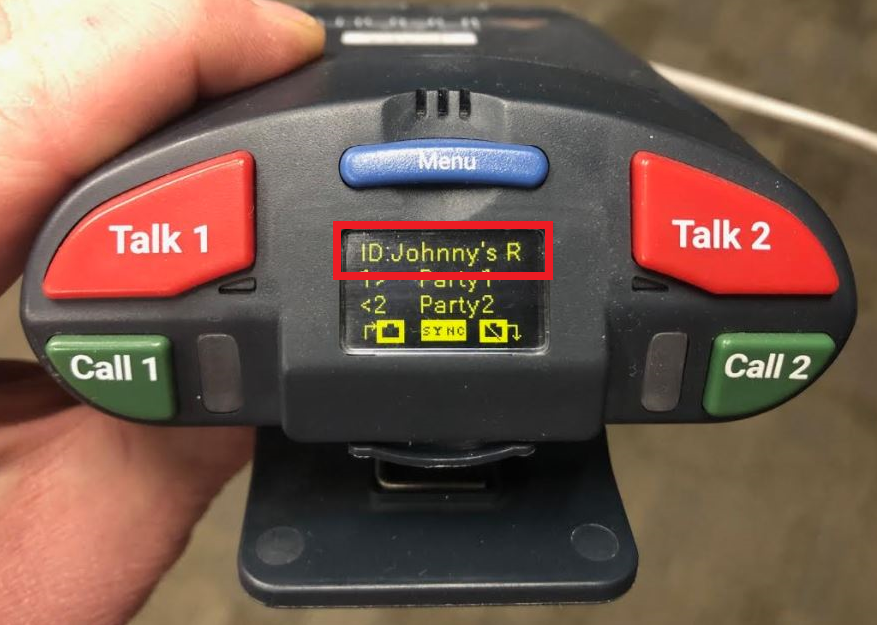 Menu
Talk 1
Talk 2
ID:Johnny's R
1> Party1
<2 Party2
SYNC
Call 1
Call 2